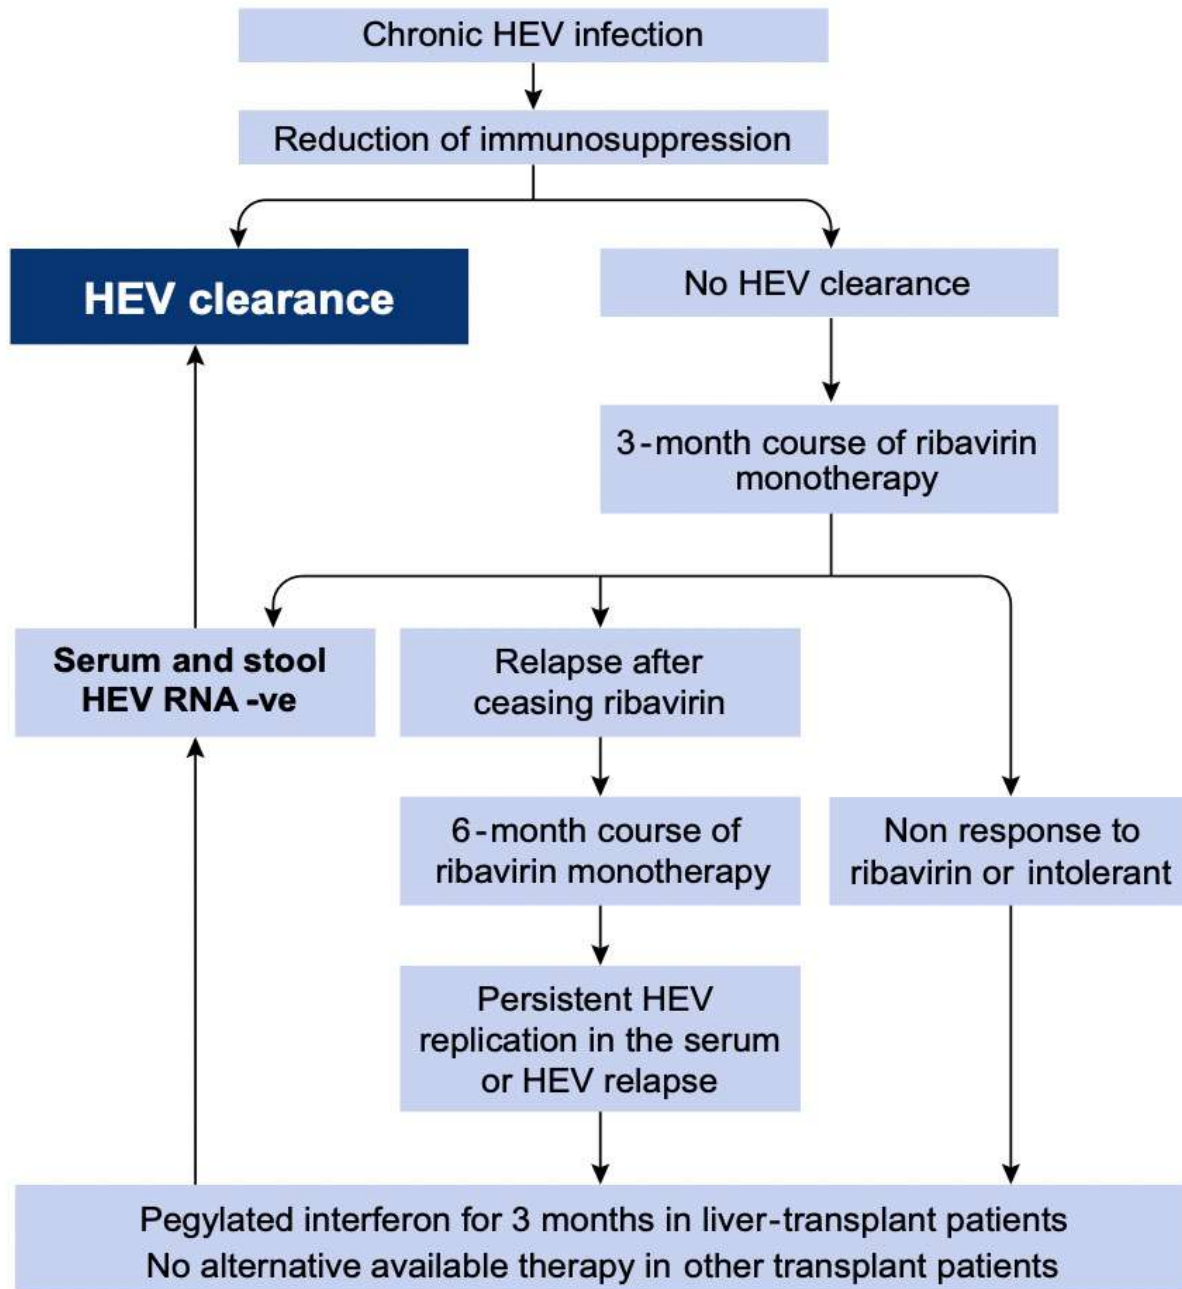 Chronic HEV infection
Reduction of immunosuppression
HEV clearance
No HEV clearance
3-month course of ribavirin
monotherapy
Serum and stool
HEV RNA -ve
Relapse after
ceasing ribavirin
6-month course of
ribavirin monotherapy
Non response to
ribavirin or intolerant
Persistent HEV
replication in the serum
or HEV relapse
Pegylated interferon for 3 months in liver-transplant patients
No alternative available therapy in other transplant patients